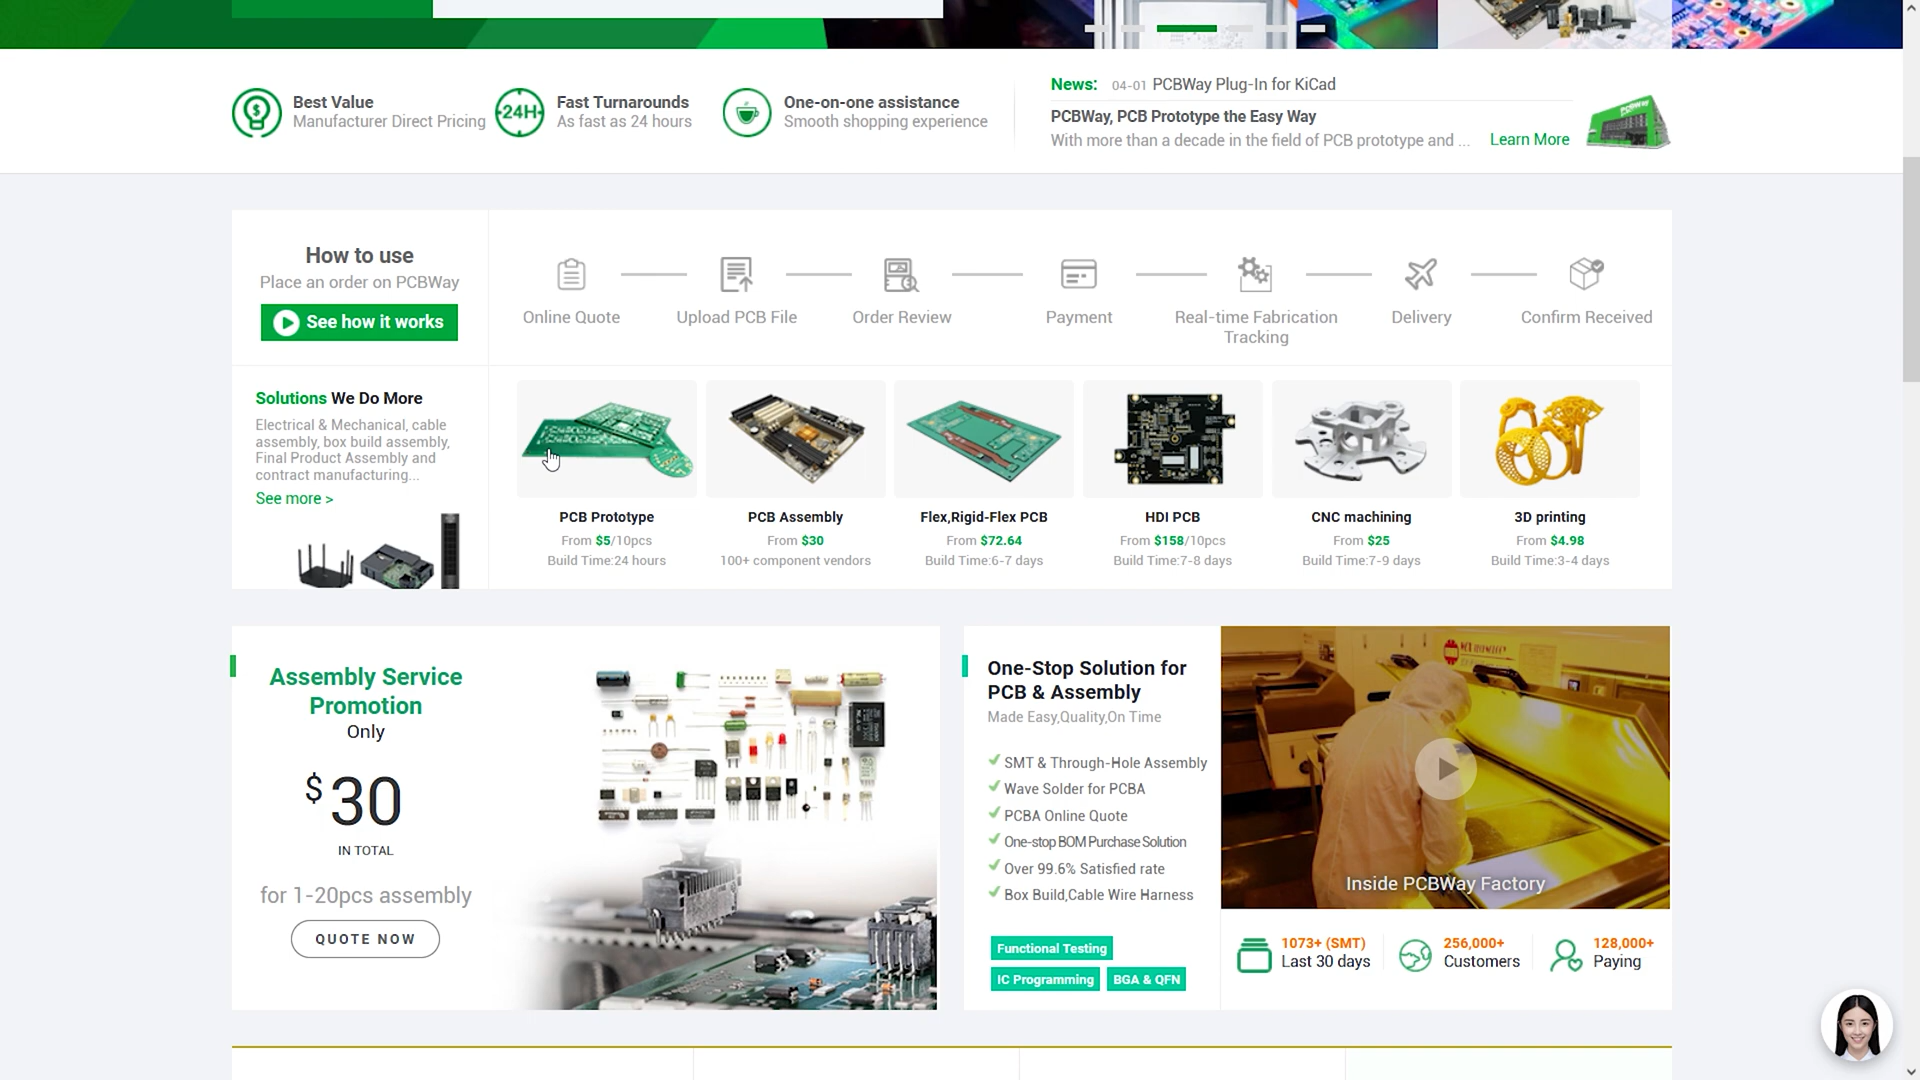 Best Value
Manufacturer Direct Pricing
24H
Fast Turnarounds
As fast as 24 hours
One-on-one assistance
Smooth shopping experience
News: 04-01 PCBWay Plug-In for KiCad
PCBWay, PCB Prototype the Easy Way
With more than a decade in the field of PCB prototype and ... Learn More
PCBWay
How to use
Place an order on PCBWay
See how it works
Online Quote
Upload PCB File
Order Review
Payment
Real-time Fabrication
Tracking
Delivery
Confirm Received
Solutions We Do More
Electrical & Mechanical, cable
assembly, box build assembly,
Final Product Assembly and
contract manufacturing...
See more >
PCB Prototype
From $5/10pcs
Build Time:24 hours
PCB Assembly
From $30
100+ component vendors
Flex,Rigid-Flex PCB
From $72.64
Build Time:6-7 days
HDI PCB
From $158/10pcs
Build Time:7-8 days
CNC machining
From $25
Build Time:7-9 days
3D printing
From $4.98
Build Time:3-4 days
Assembly Service
Promotion
Only
$30
IN TOTAL
for 1-20pcs assembly
QUOTE NOW
One-Stop Solution for
PCB & Assembly
Made Easy,Quality,On Time
SMT & Through-Hole Assembly
Wave Solder for PCBA
PCBA Online Quote
One-stop BOM Purchase Solution
Over 99.6% Satisfied rate
Box Build,Cable Wire Harness
Functional Testing
IC Programming
BGA & QFN
TECHNOLOGY
Inside PCBWay Factory
1073+ (SMT)
Last 30 days
256,000+
Customers
128,000+
Paying